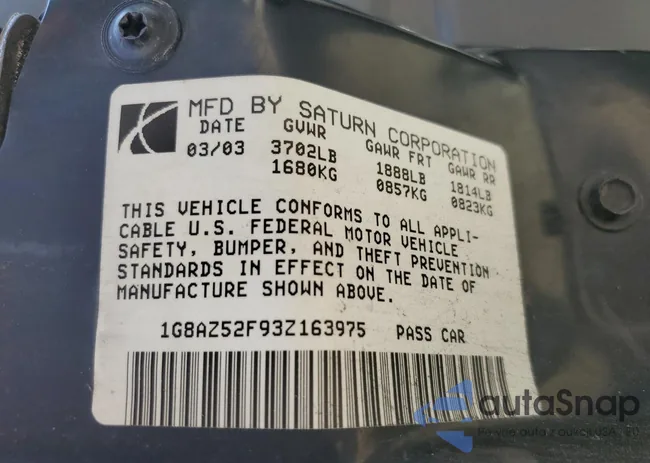 MFD BY SATURN CORPORATION
DATE GVWR GAWR FRT GAWR RR
03/03 3702LB 1888LB 1814LB
1680KG 0857KG 0823KG
THIS VEHICLE CONFORMS TO ALL APPLI-
CABLE U.S. FEDERAL MOTOR VEHICLE
SAFETY, BUMPER, AND THEFT PREVENTION
STANDARDS IN EFFECT ON THE DATE OF
MANUFACTURE SHOWN ABOVE.
1G8AZ52F93Z163975 PASS CAR
autaSnap